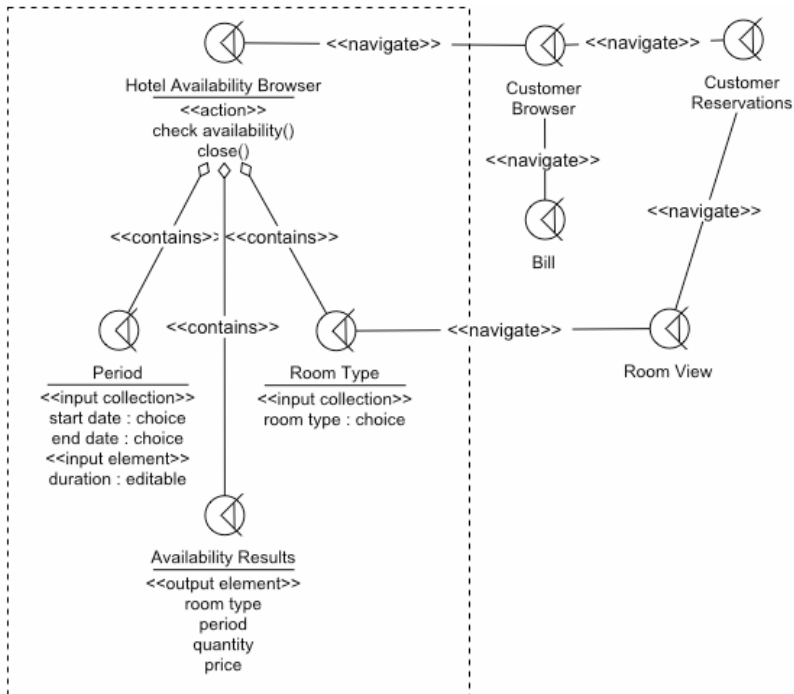 <<navigate>>
<<navigate>>
Hotel Availability Browser
Customer
Browser
Customer
Reservations
<<action>>
check availability()
close()
<<navigate>>
<<navigate>>
<<contains>>
<<contains>>
Bill
<<contains>>
<<navigate>>
Period
<<input collection>>
start date : choice
end date : choice
<<input element>>
duration : editable
Room Type
<<input collection>>
room type : choice
Room View
Availability Results
<<output element>>
room type
period
quantity
price